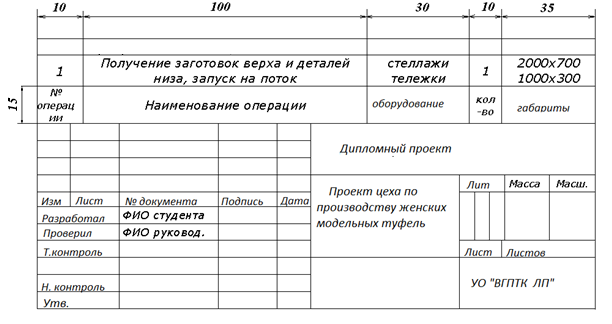 10 100 30 10 35
1 Получение заготовок верха и деталей низа, запуск на поток стеллажи тележки 1 2000х700 1000х300
15
№ операц ии Наименование операции оборудование кол -во габариты
Дипломный проект
Изм Лист № документа Подпись Дата
Разработал ФИО студента
Проверил ФИО руковод.
Т.контроль
Н. контроль
Утв.
Проект цеха по
производству женских
модельных туфель
Лит Масса Масш.
Лист Листов
УО "ВГПТК ЛП"